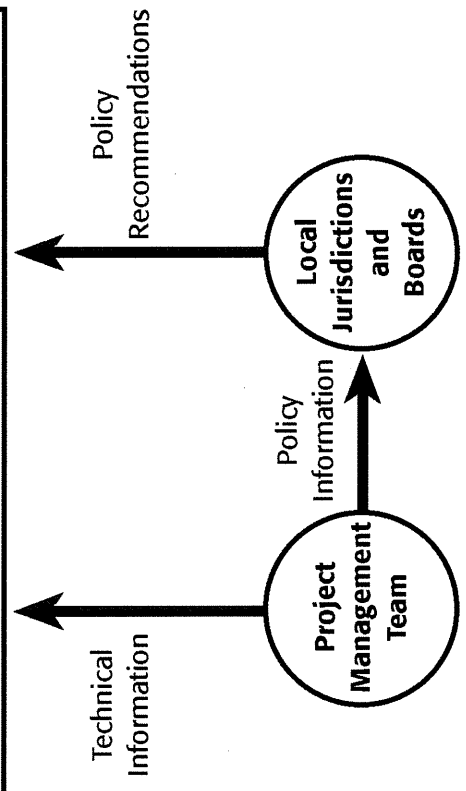 Technical
Information
Policy
Recommendations
Project
Management
Team
Policy
Information
Local
Jurisdictions
and
Boards